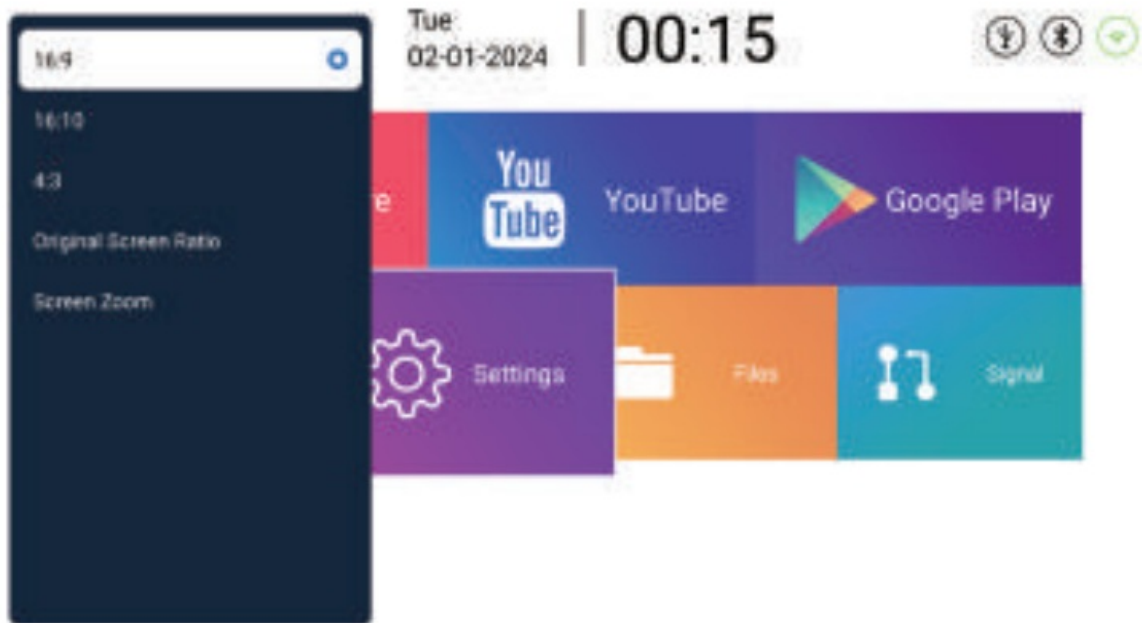 16:9
16:10
4:3
Original Screen Ratio
Screen Zoom
Tue
02-01-2024
00:15
e
You
Tube
YouTube
Google Play
Settings
Files
Signal